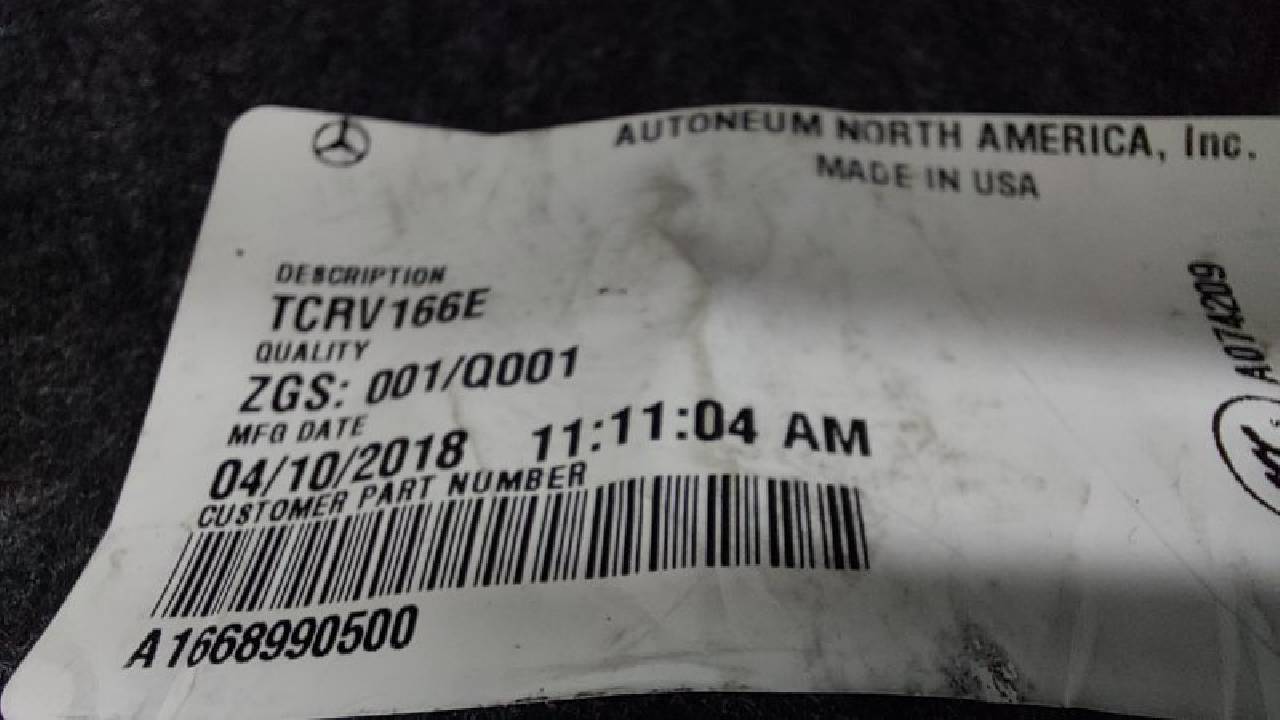 AUTONEUM NORTH AMERICA, Inc.
MADE IN USA
DESCRIPTION
TCRV166E
QUALITY
ZGS: 001/Q001
MFG DATE
04/10/2018 11:11:04 AM
CUSTOMER PART NUMBER
A1668990500
A074209